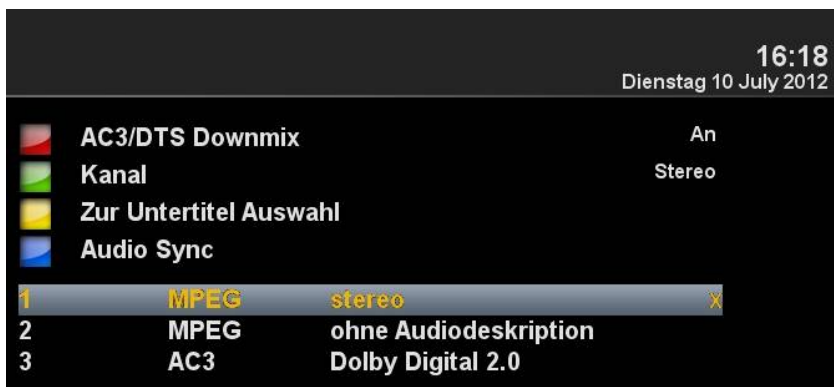 16:18
Dienstag 10 July 2012
AC3/DTS Downmix An
Kanal Stereo
Zur Untertitel Auswahl
Audio Sync
1 MPEG stereo X
2 MPEG ohne Audiodeskription
3 AC3 Dolby Digital 2.0